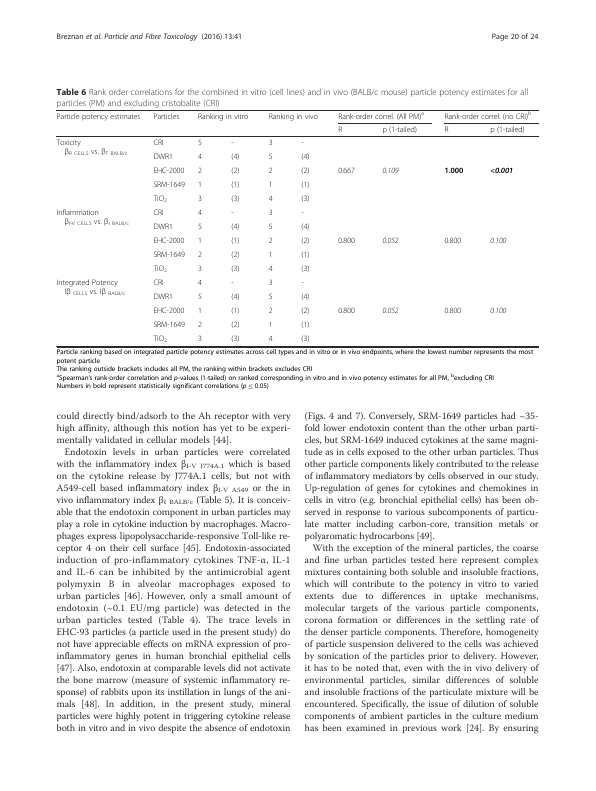 Breznan et al. Particle and Fibre Toxicology (2016) 13:41
Page 20 of 24
Table 6 Rank order correlations for the combined in vitro (cell lines) and in vivo (BALB/c mouse) particle potency estimates for all
particles (PM) and excluding cristobalite (CRI)
Particle potency estimates Particles Ranking in vitro Ranking in vivo Rank-order correl. (All PM)a Rank-order correl. (no CRI)b
R p (1-tailed) R p (1-tailed)
Toxicity CRI 5 - 3 -
βR CELLS vs. βT BALB/c DWR1 4 (4) 5 (4)
EHC-2000 2 (2) 2 (2) 0.667 0.109 1.000 <0.001
SRM-1649 1 (1) 1 (1)
TiO2 3 (3) 4 (3)
Inflammation CRI 4 - 3 -
βI-V CELLS vs. βI BALB/c DWR1 5 (4) 5 (4)
EHC-2000 1 (1) 2 (2) 0.800 0.052 0.800 0.100
SRM-1649 2 (2) 1 (1)
TiO2 3 (3) 4 (3)
Integrated Potency CRI 4 - 3 -
Iβ CELLS vs. Iβ BALB/c DWR1 5 (4) 5 (4)
EHC-2000 1 (1) 2 (2) 0.800 0.052 0.800 0.100
SRM-1649 2 (2) 1 (1)
TiO2 3 (3) 4 (3)
Particle ranking based on integrated particle potency estimates across cell types and in vitro or in vivo endpoints, where the lowest number represents the most
potent particle
The ranking outside brackets includes all PM, the ranking within brackets excludes CRI
aSpearman's rank-order correlation and p-values (1-tailed) on ranked corresponding in vitro and in vivo potency estimates for all PM, bexcluding CRI
Numbers in bold represent statistically significant correlations (p ≤ 0.05)
could directly bind/adsorb to the Ah receptor with very
high affinity, although this notion has yet to be experi-
mentally validated in cellular models [44].
Endotoxin levels in urban particles were correlated
with the inflammatory index βI-V J774A.1 which is based
on the cytokine release by J774A.1 cells, but not with
A549-cell based inflammatory index βI-V A549 or the in
vivo inflammatory index βI BALB/c (Table 5). It is conceiv-
able that the endotoxin component in urban particles may
play a role in cytokine induction by macrophages. Macro-
phages express lipopolysaccharide-responsive Toll-like re-
ceptor 4 on their cell surface [45]. Endotoxin-associated
induction of pro-inflammatory cytokines TNF-α, IL-1
and IL-6 can be inhibited by the antimicrobial agent
polymyxin B in alveolar macrophages exposed to
urban particles [46]. However, only a small amount of
endotoxin (~0.1 EU/mg particle) was detected in the
urban particles tested (Table 4). The trace levels in
EHC-93 particles (a particle used in the present study) do
not have appreciable effects on mRNA expression of pro-
inflammatory genes in human bronchial epithelial cells
[47]. Also, endotoxin at comparable levels did not activate
the bone marrow (measure of systemic inflammatory re-
sponse) of rabbits upon its instillation in lungs of the ani-
mals [48]. In addition, in the present study, mineral
particles were highly potent in triggering cytokine release
both in vitro and in vivo despite the absence of endotoxin
(Figs. 4 and 7). Conversely, SRM-1649 particles had ~35-
fold lower endotoxin content than the other urban parti-
cles, but SRM-1649 induced cytokines at the same magni-
tude as in cells exposed to the other urban particles. Thus
other particle components likely contributed to the release
of inflammatory mediators by cells observed in our study.
Up-regulation of genes for cytokines and chemokines in
cells in vitro (e.g. bronchial epithelial cells) has been ob-
served in response to various subcomponents of particu-
late matter including carbon-core, transition metals or
polyaromatic hydrocarbons [49].
With the exception of the mineral particles, the coarse
and fine urban particles tested here represent complex
mixtures containing both soluble and insoluble fractions,
which will contribute to the potency in vitro to varied
extents due to differences in uptake mechanisms,
molecular targets of the various particle components,
corona formation or differences in the settling rate of
the denser particle components. Therefore, homogeneity
of particle suspension delivered to the cells was achieved
by sonication of the particles prior to delivery. However,
it has to be noted that, even with the in vivo delivery of
environmental particles, similar differences of soluble
and insoluble fractions of the particulate mixture will be
encountered. Specifically, the issue of dilution of soluble
components of ambient particles in the culture medium
has been examined in previous work [24]. By ensuring